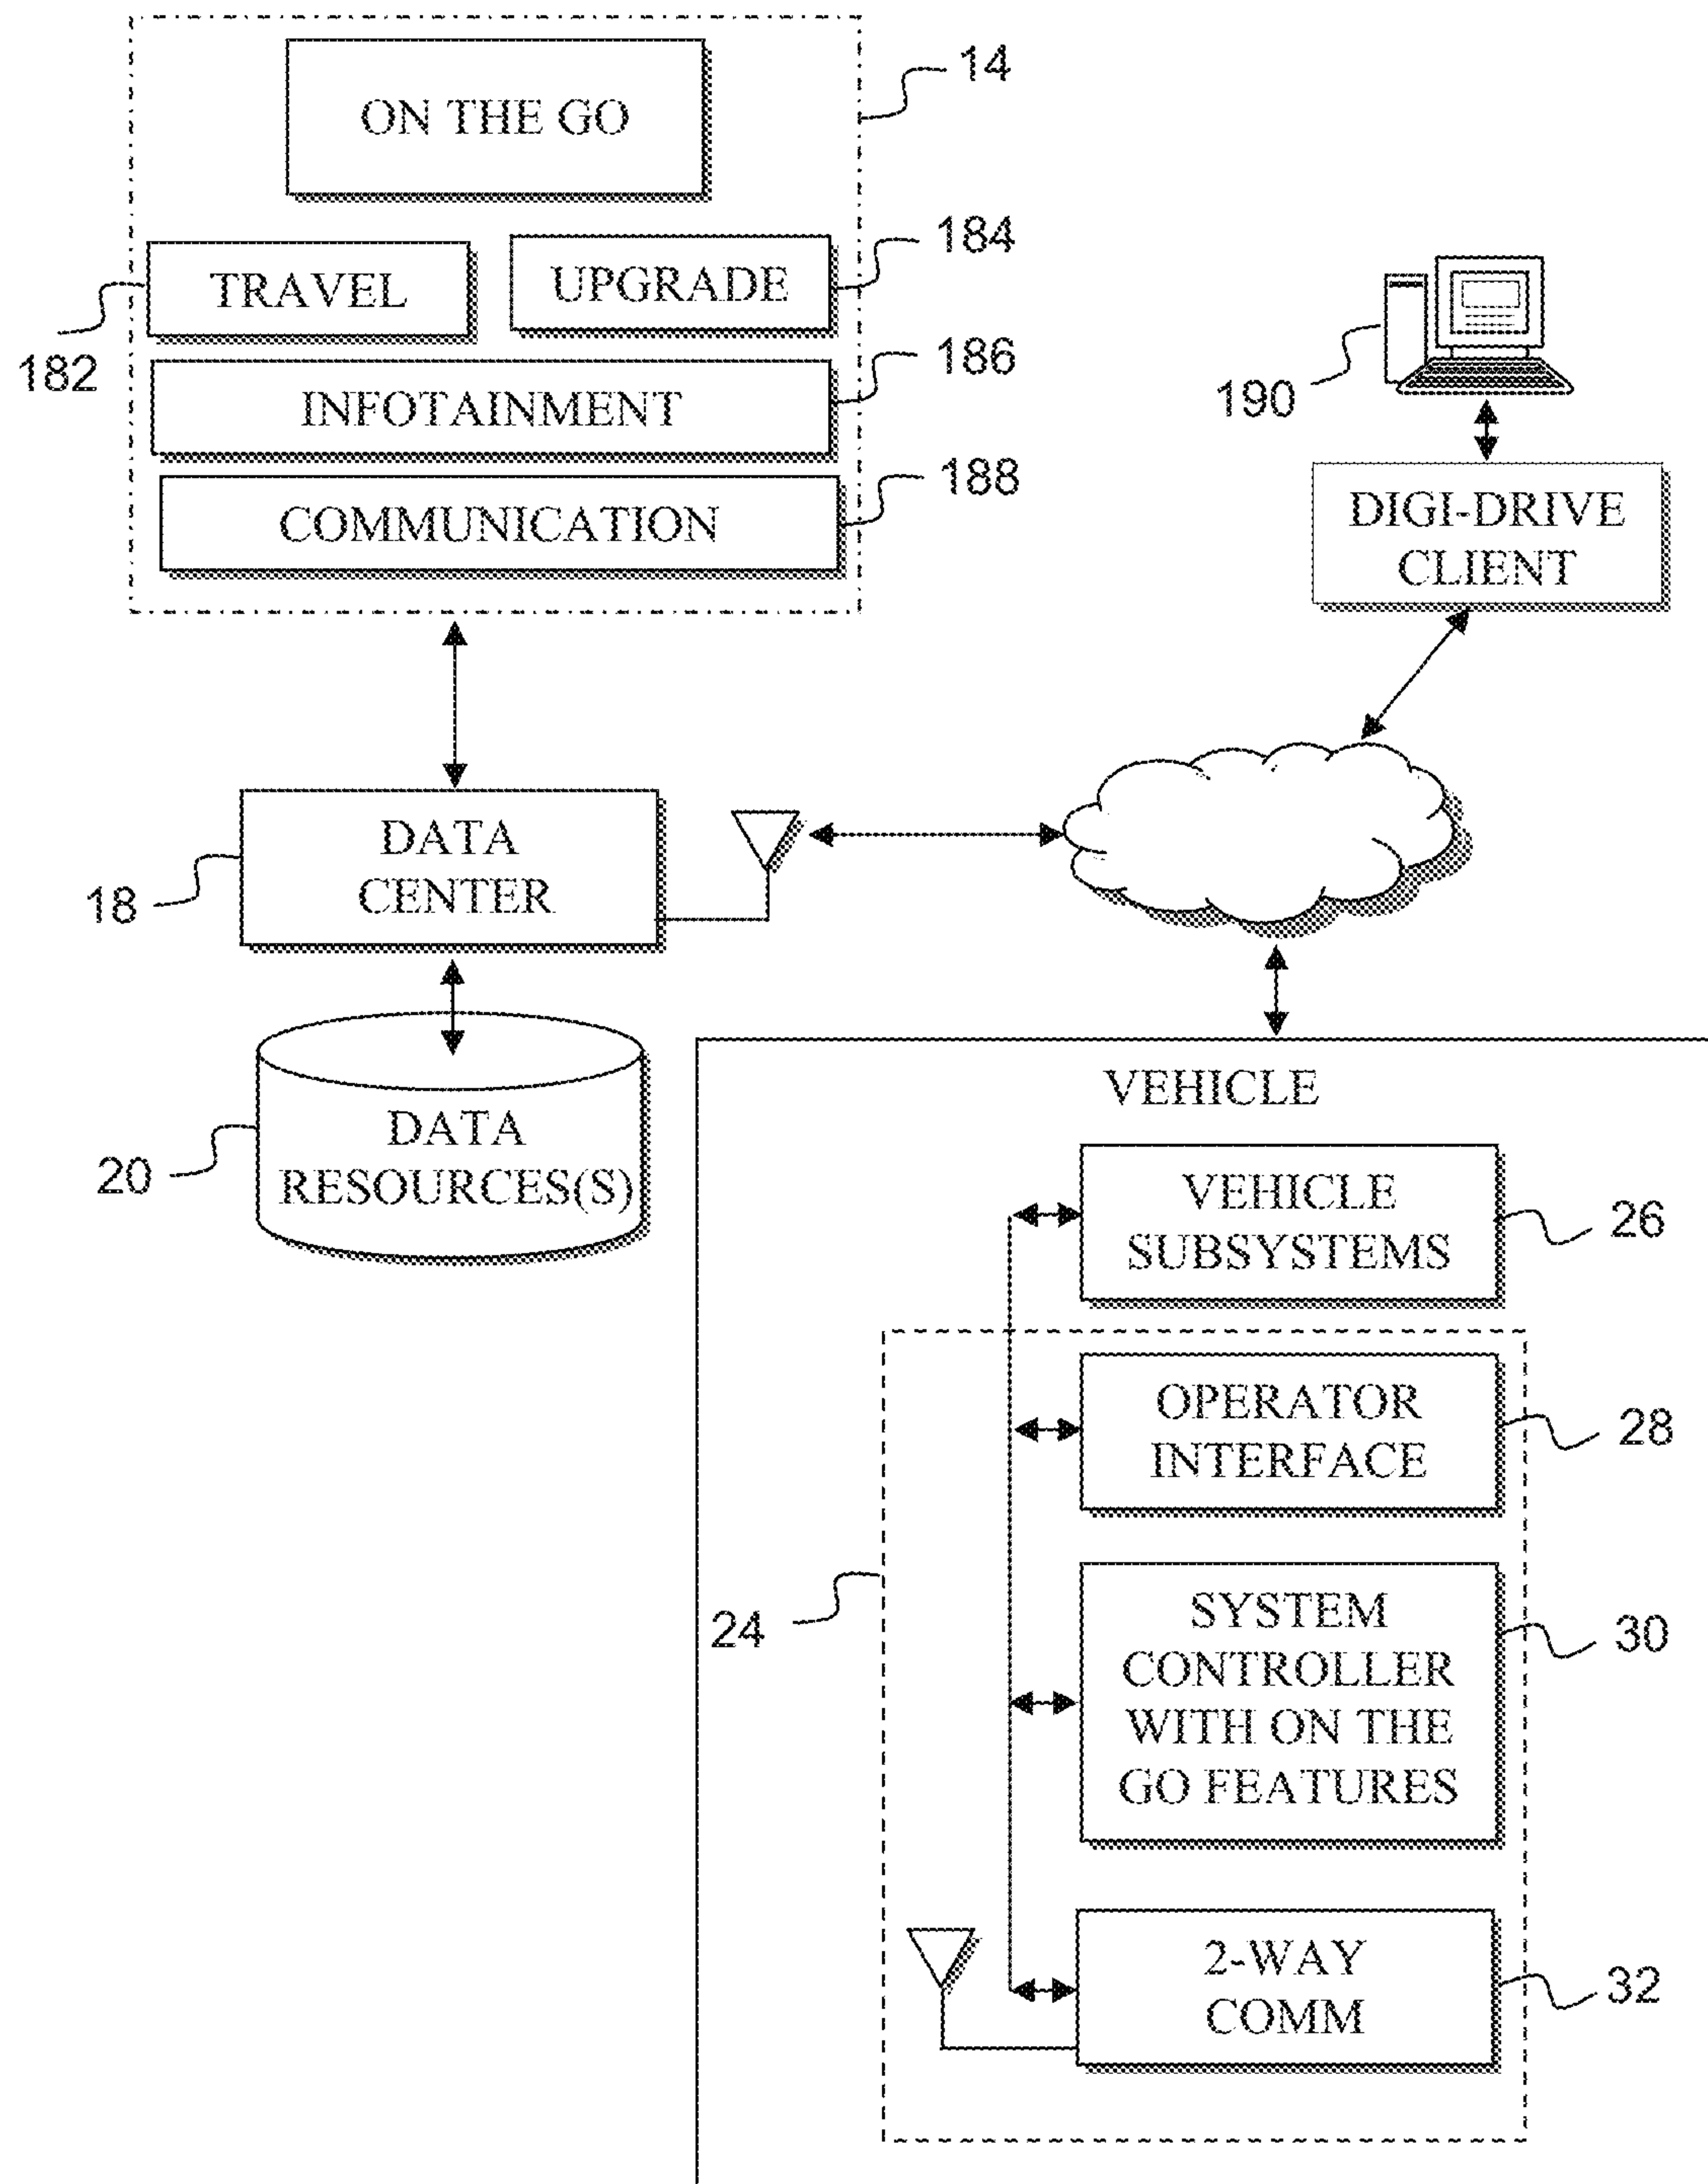 ON THE GO
14
TRAVEL
UPGRADE
184
182
INFOTAINMENT
186
COMMUNICATION
188
190
DIGI-DRIVE
CLIENT
DATA
CENTER
18
DATA
RESOURCES(S)
20
VEHICLE
VEHICLE
SUBSYSTEMS
26
OPERATOR
INTERFACE
28
24
SYSTEM
CONTROLLER
WITH ON THE
GO FEATURES
30
2-WAY
COMM
32